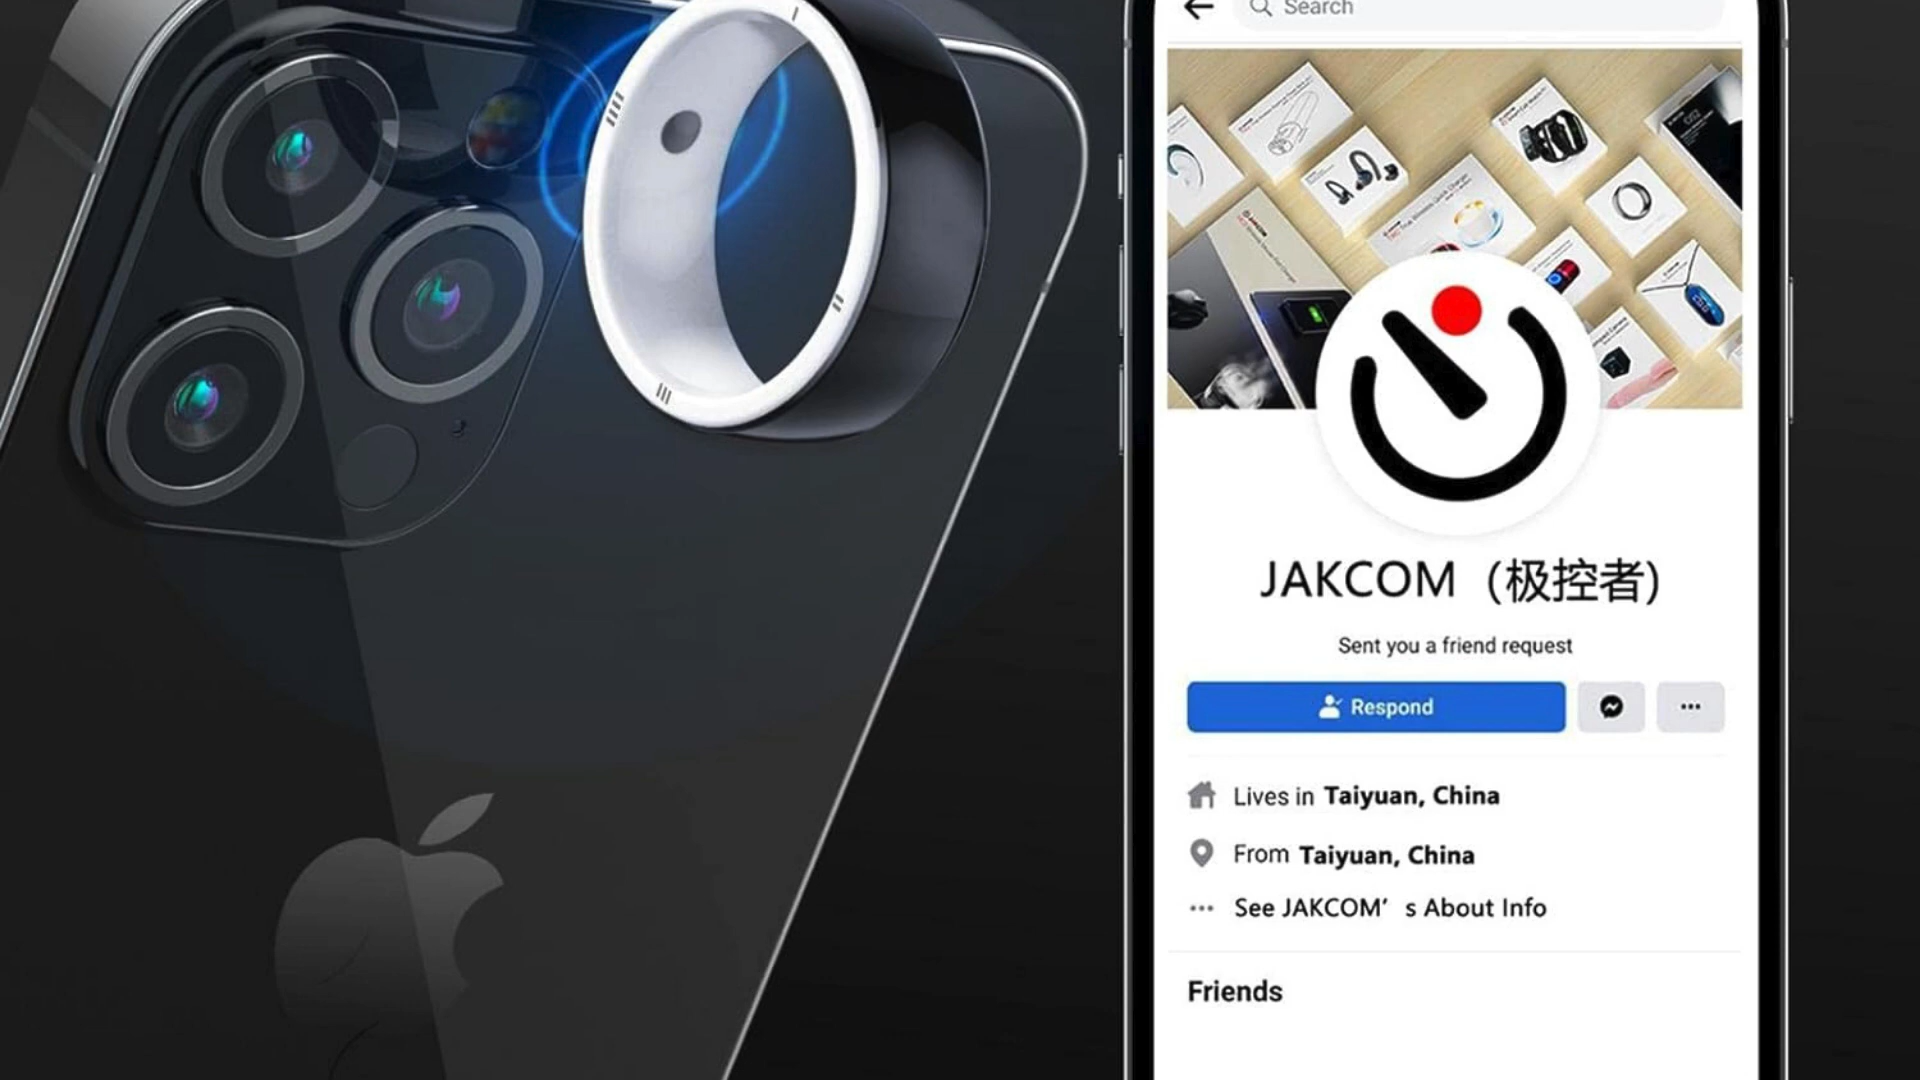 Search
JAKCOM（极控者）
Sent you a friend request
Respond
Lives in Taiyuan, China
From Taiyuan, China
See JAKCOM’ s About Info
Friends